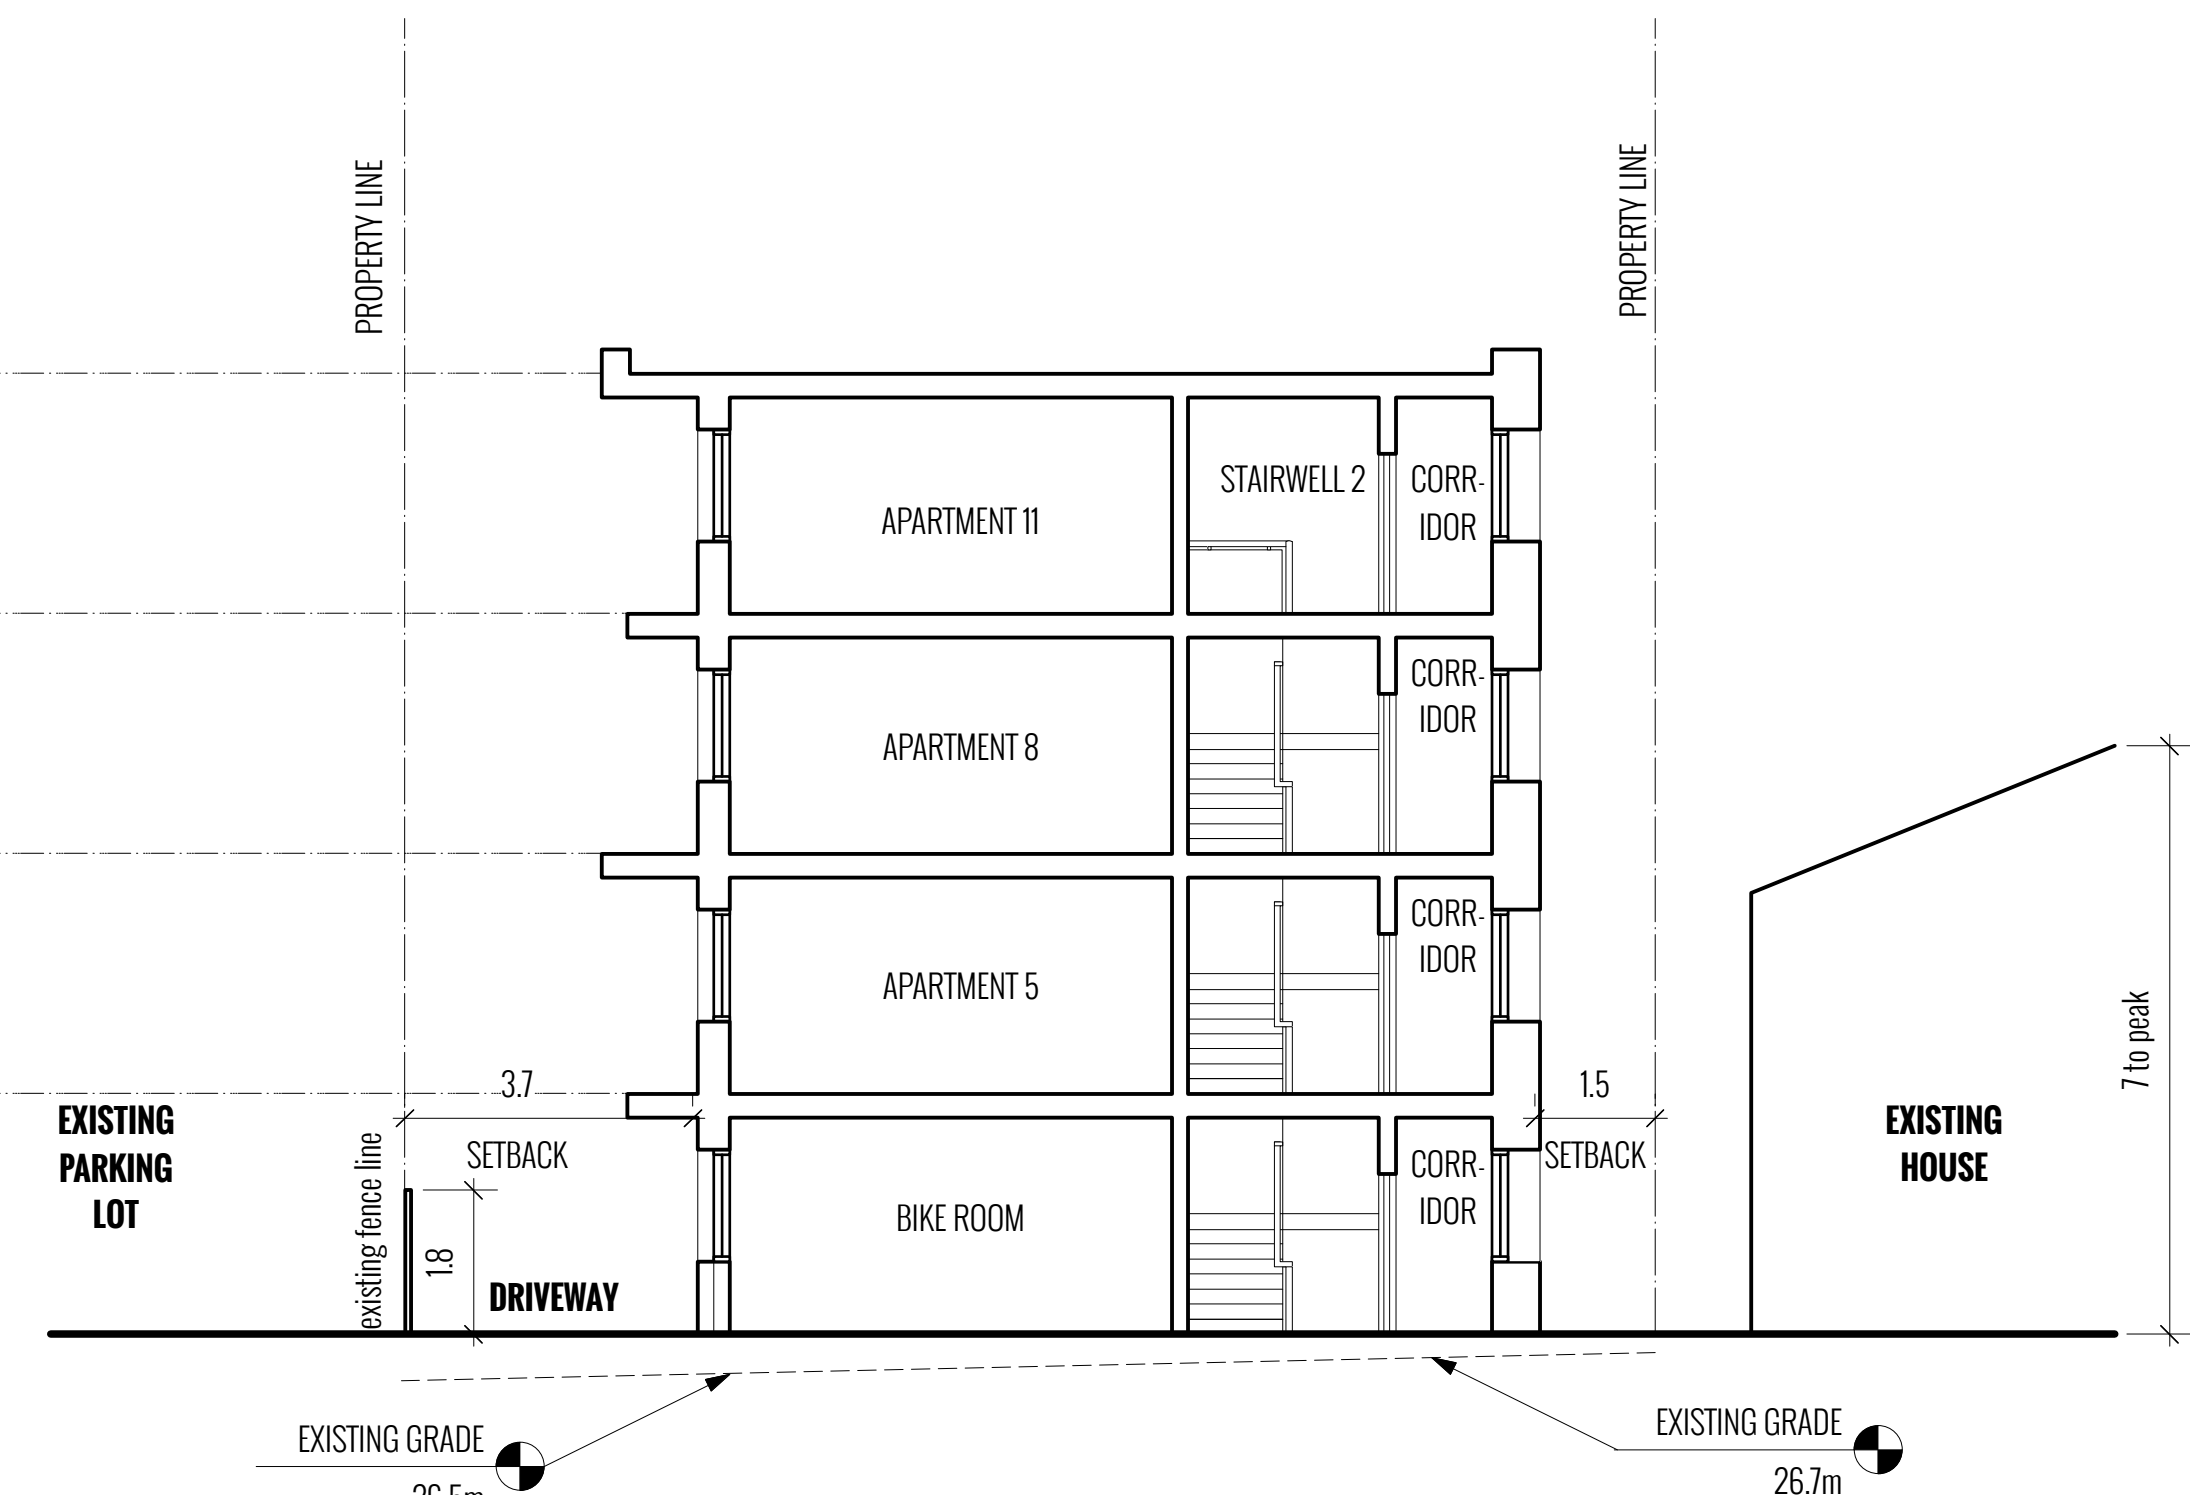 PROPERTY LINE
PROPERTY LINE
STAIRWELL 2
CORR-
IDOR
APARTMENT 11
CORR-
IDOR
APARTMENT 8
CORR-
IDOR
APARTMENT 5
7 to peak
3.7
SETBACK
1.5
SETBACK
EXISTING
PARKING
LOT
existing fence line
1.8
DRIVEWAY
BIKE ROOM
CORR-
IDOR
EXISTING
HOUSE
EXISTING GRADE
EXISTING GRADE
26.7m